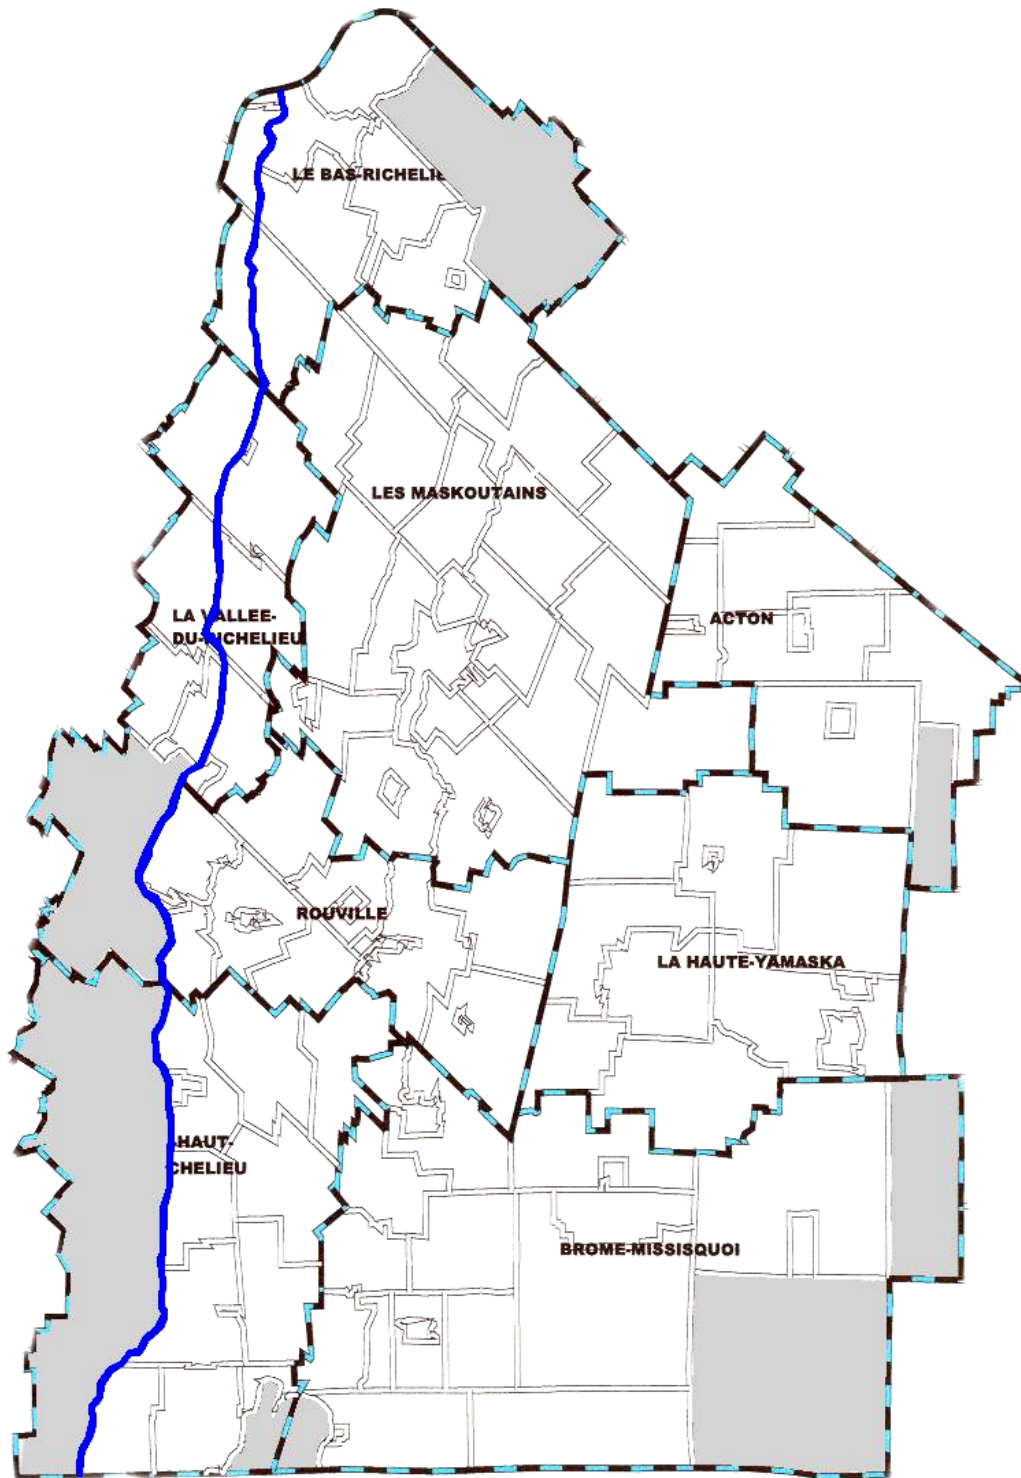 LE BAS-RICHELIE
LES MASKOUTAINS
LA VALLEE-
DU-RICHELIEU
ACTON
ROUVILLE
LA HAUTE-YAMASKA
HAUT-
CHELIEU
BROME-MISSISQUOI